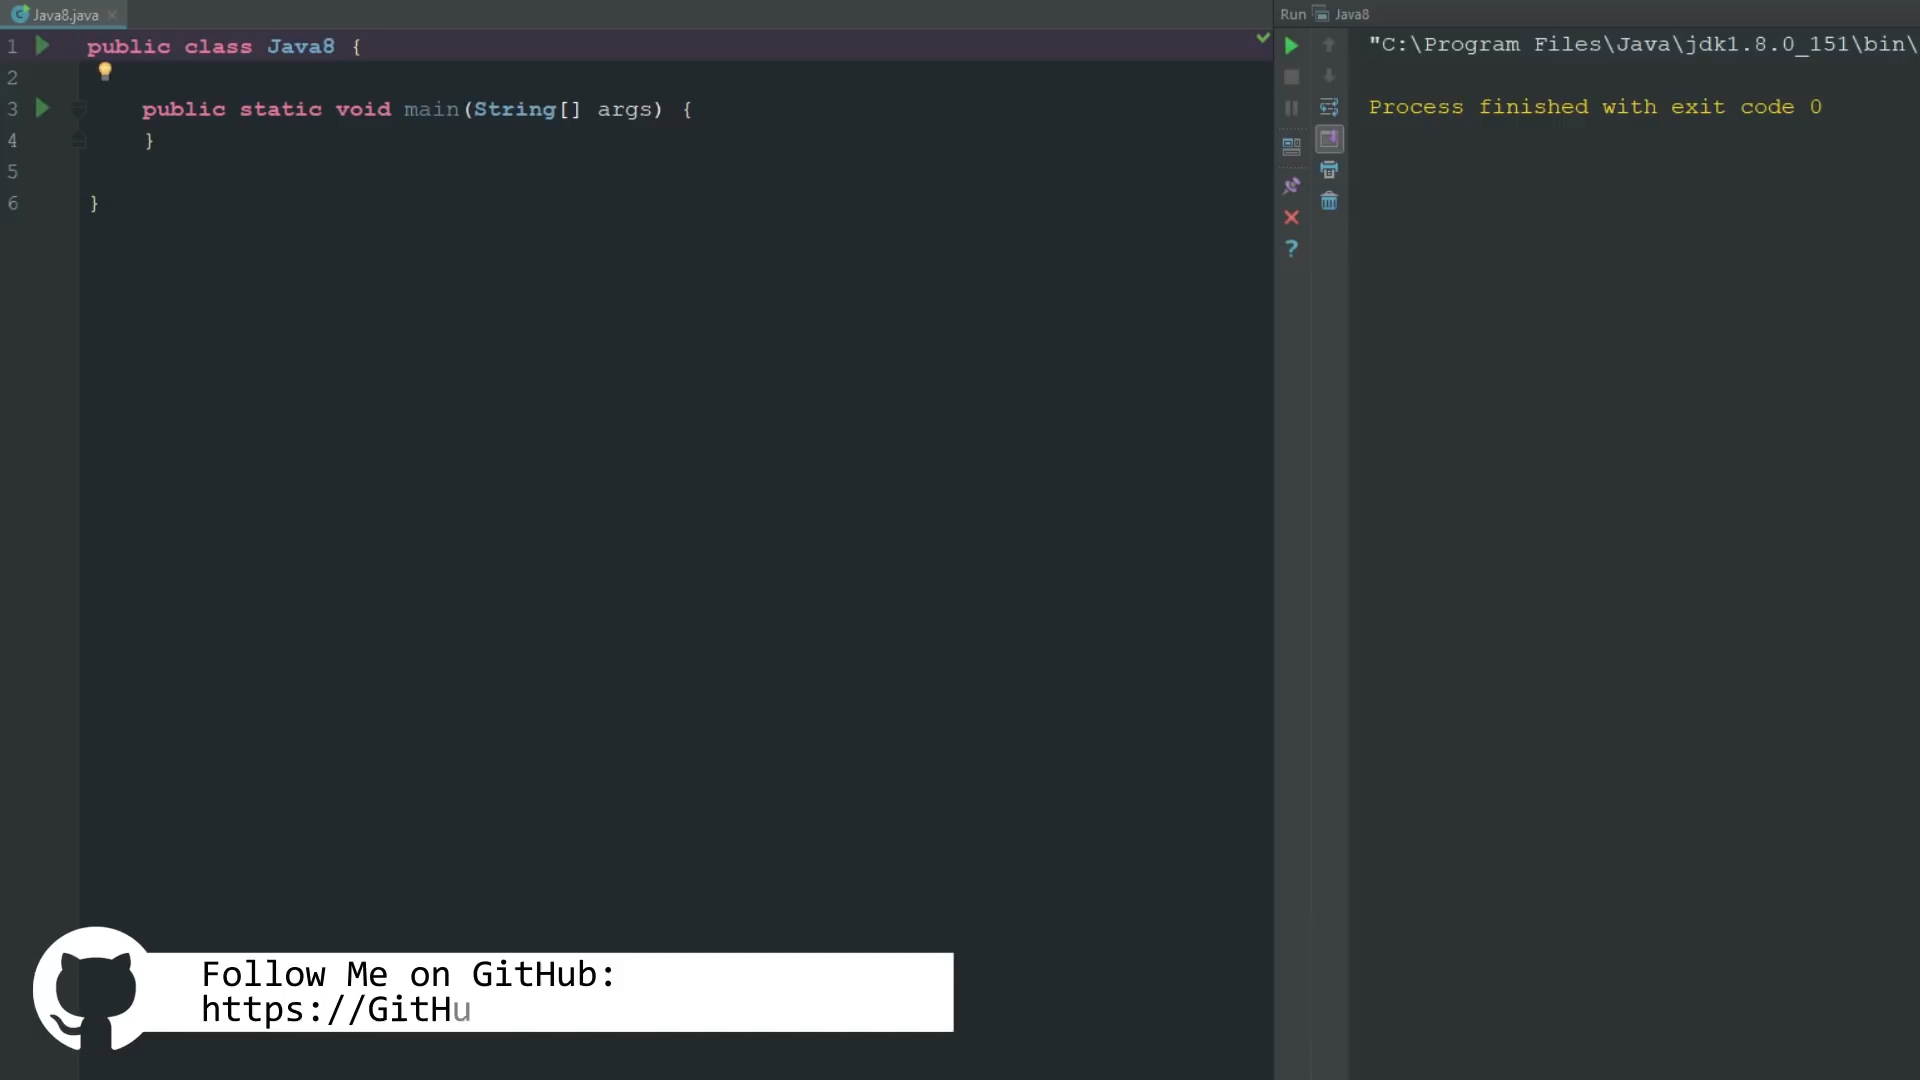 Java8.java
Run Java8
1 public class Java8 {
2
3 public static void main(String[] args) {
4 }
5
6 }
"C:\Program Files\Java\jdk1.8.0_151\bin\
Process finished with exit code 0
Follow Me on GitHub:
https://GitHu